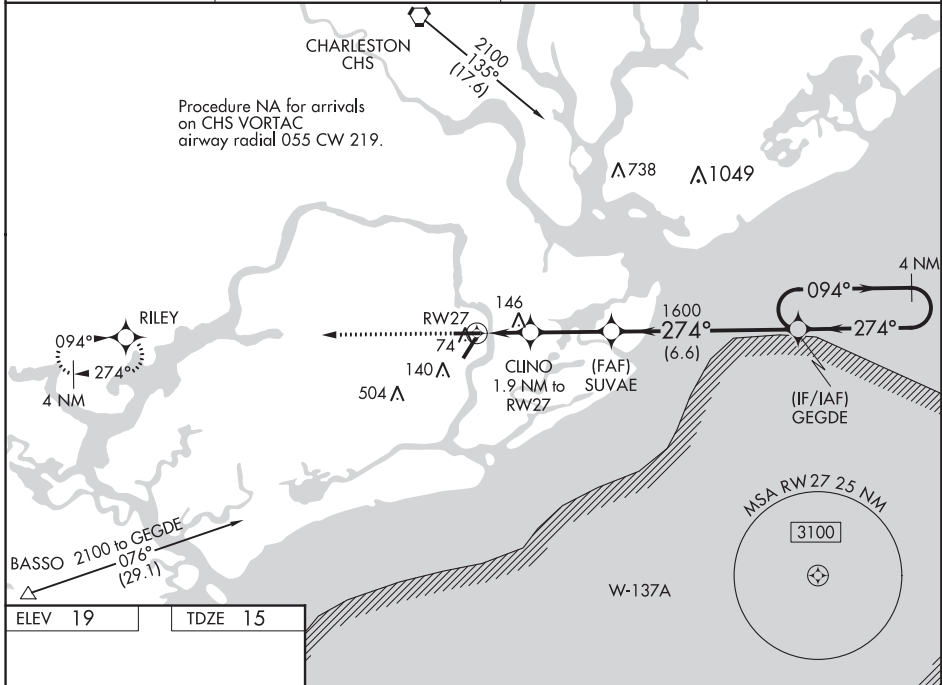 CHARLESTON
CHS
2100
135°
(17.6)
Procedure NA for arrivals
on CHS VORTAC
airway radial 055 CW 219.
738
1049
4 NM
094°
274°
RILEY
094°
274°
4 NM
RW27
74
146
140
504
CLINO
1.9 NM to
RW27
(FAF)
SUVAE
1600
274°
(6.6)
(IF/IAF)
GEGDE
MSA RW27 25 NM
3100
W-137A
BASSO
2100 to GEGDE
076°
(29.1)
ELEV 19
TDZE 15